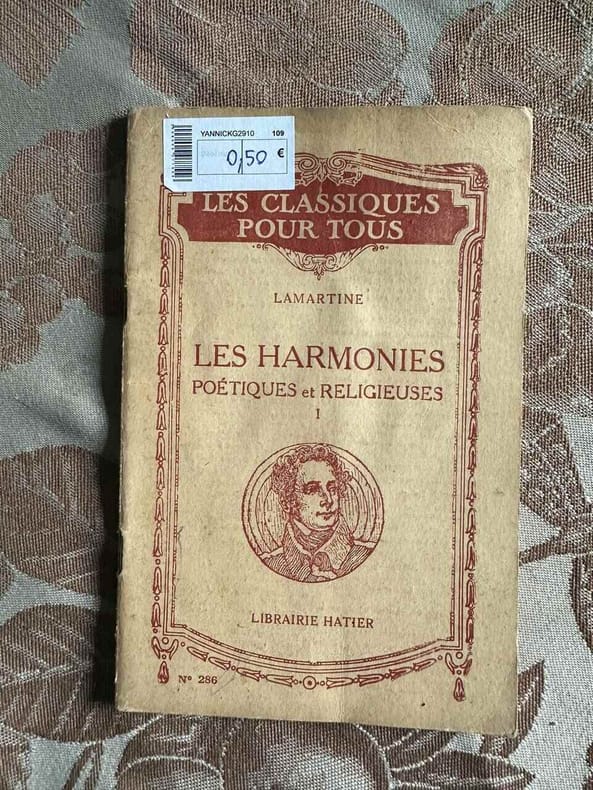 YANNICKG2910 109
0,50 €
LES CLASSIQUES
POUR TOUS
LAMARTINE
LES HARMONIES
POÉTIQUES et RELIGIEUSES
I
LIBRAIRIE HATIER
N° 286